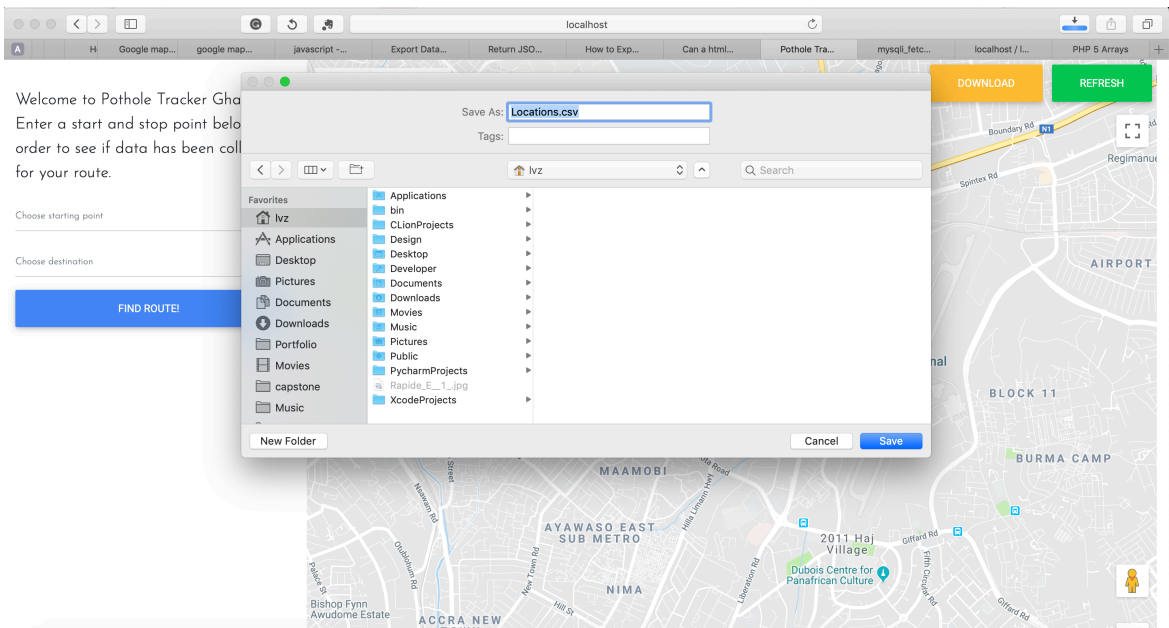 localhost
A
H
Google map...
google map...
javascript -...
Export Data...
Return JSO...
How to Exp...
Can a html...
Pothole Tra...
mysqli_fetc...
localhost / l...
PHP 5 Arrays
Welcome to Pothole Tracker Gha
Enter a start and stop point belo
order to see if data has been coll
for your route.
Choose starting point
Choose destination
FIND ROUTE!
DOWNLOAD
REFRESH
Save As: Locations.csv
Tags:
lvz
Search
Favorites
lvz
Applications
Desktop
Pictures
Documents
Downloads
Portfolio
Movies
capstone
Music
Applications
bin
CLionProjects
Design
Desktop
Developer
Documents
Downloads
Movies
Music
Pictures
Public
PycharmProjects
Rapide_E__1_.jpg
XcodeProjects
New Folder
Cancel
Save
Boundary Rd
N1
Regimanue
Spintex Rd
AIRPORT
nal
BLOCK 11
BURMA CAMP
MAAMOBI
Street
Nsawam Rd
Hilla Limann Hwy
AYAWASO EAST
SUB METRO
2011 Haj
Village
Giffard Rd
Otublohum Rd
New Town Rd
Liberation Rd
Dubois Centre for
Panafrican Culture
Fifth Circular Rd
Palace St
NIMA
Bishop Fynn
Awudome Estate
Hill St
Giffard Rd
ACCRA NEW